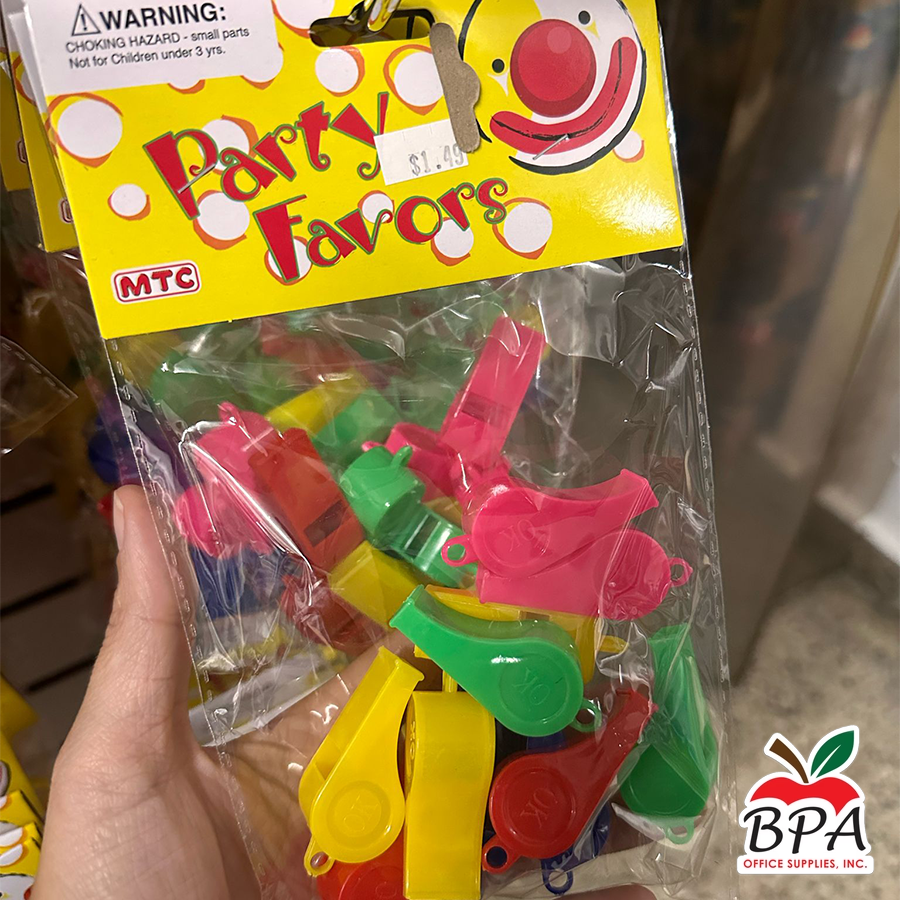 WARNING:
CHOKING HAZARD - small parts
Not for Children under 3 yrs.
Party
$1.49
Favors
MTC
OK
OK
OK
OK
BPA
OFFICE SUPPLIES, INC.